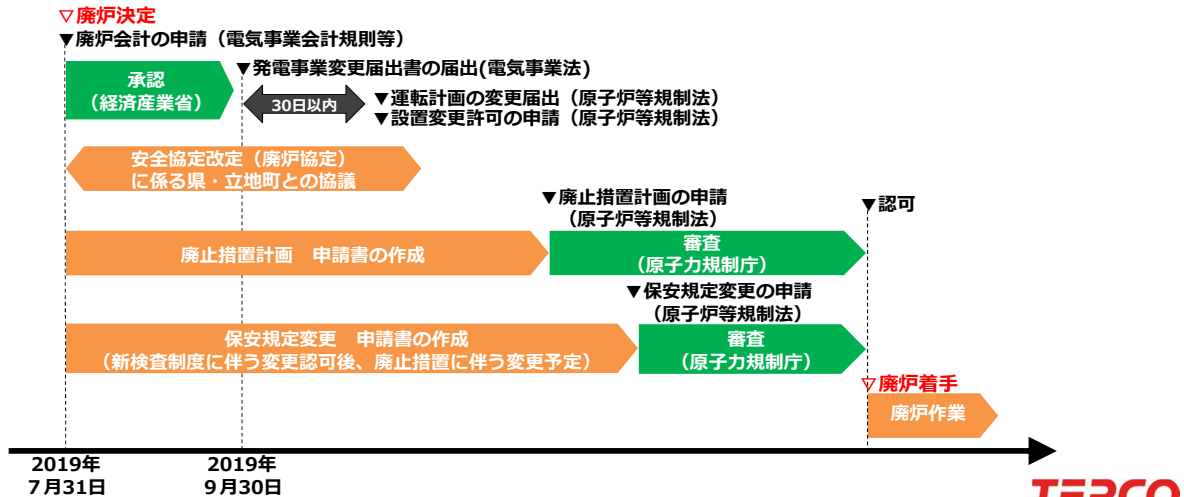 ▽廃炉決定
▼廃炉会計の申請（電気事業会計規則等）
承認
（経済産業省）
▼発電事業変更届出書の届出(電気事業法)
30日以内
▼運転計画の変更届出（原子炉等規制法）
▼設置変更許可の申請（原子炉等規制法）
安全協定改定（廃炉協定）
に係る県・立地町との協議
▼廃止措置計画の申請
（原子炉等規制法）
▼認可
廃止措置計画　申請書の作成
審査
（原子力規制庁）
▼保安規定変更の申請
（原子炉等規制法）
保安規定変更　申請書の作成
（新検査制度に伴う変更認可後、廃止措置に伴う変更予定）
審査
（原子力規制庁）
▽廃炉着手
廃炉作業
2019年
７月31日
2019年
９月30日
TEPCO